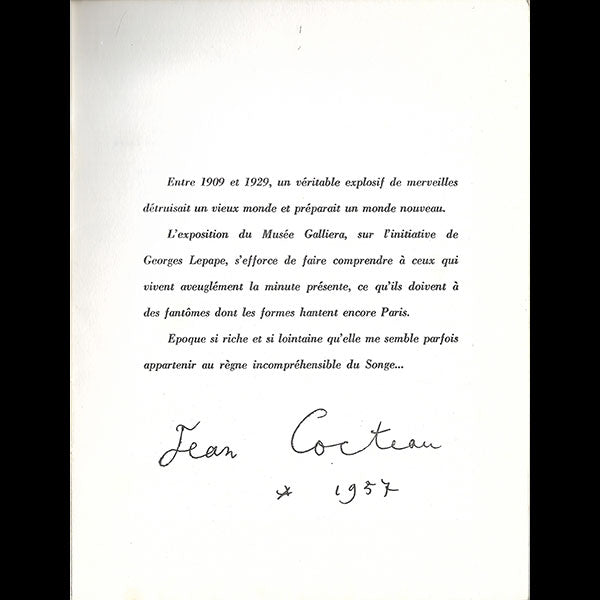 Entre 1909 et 1929, un véritable explosif de merveilles
détruisait un vieux monde et préparait un monde nouveau.
L'exposition du Musée Galliera, sur l'initiative de
Georges Lepape, s'efforce de faire comprendre à ceux qui
vivent aveuglément la minute présente, ce qu'ils doivent à
des fantômes dont les formes hantent encore Paris.
Epoque si riche et si lointaine qu'elle me semble parfois
appartenir au règne incompréhensible du Songe...
Jean Cocteau
* 1957